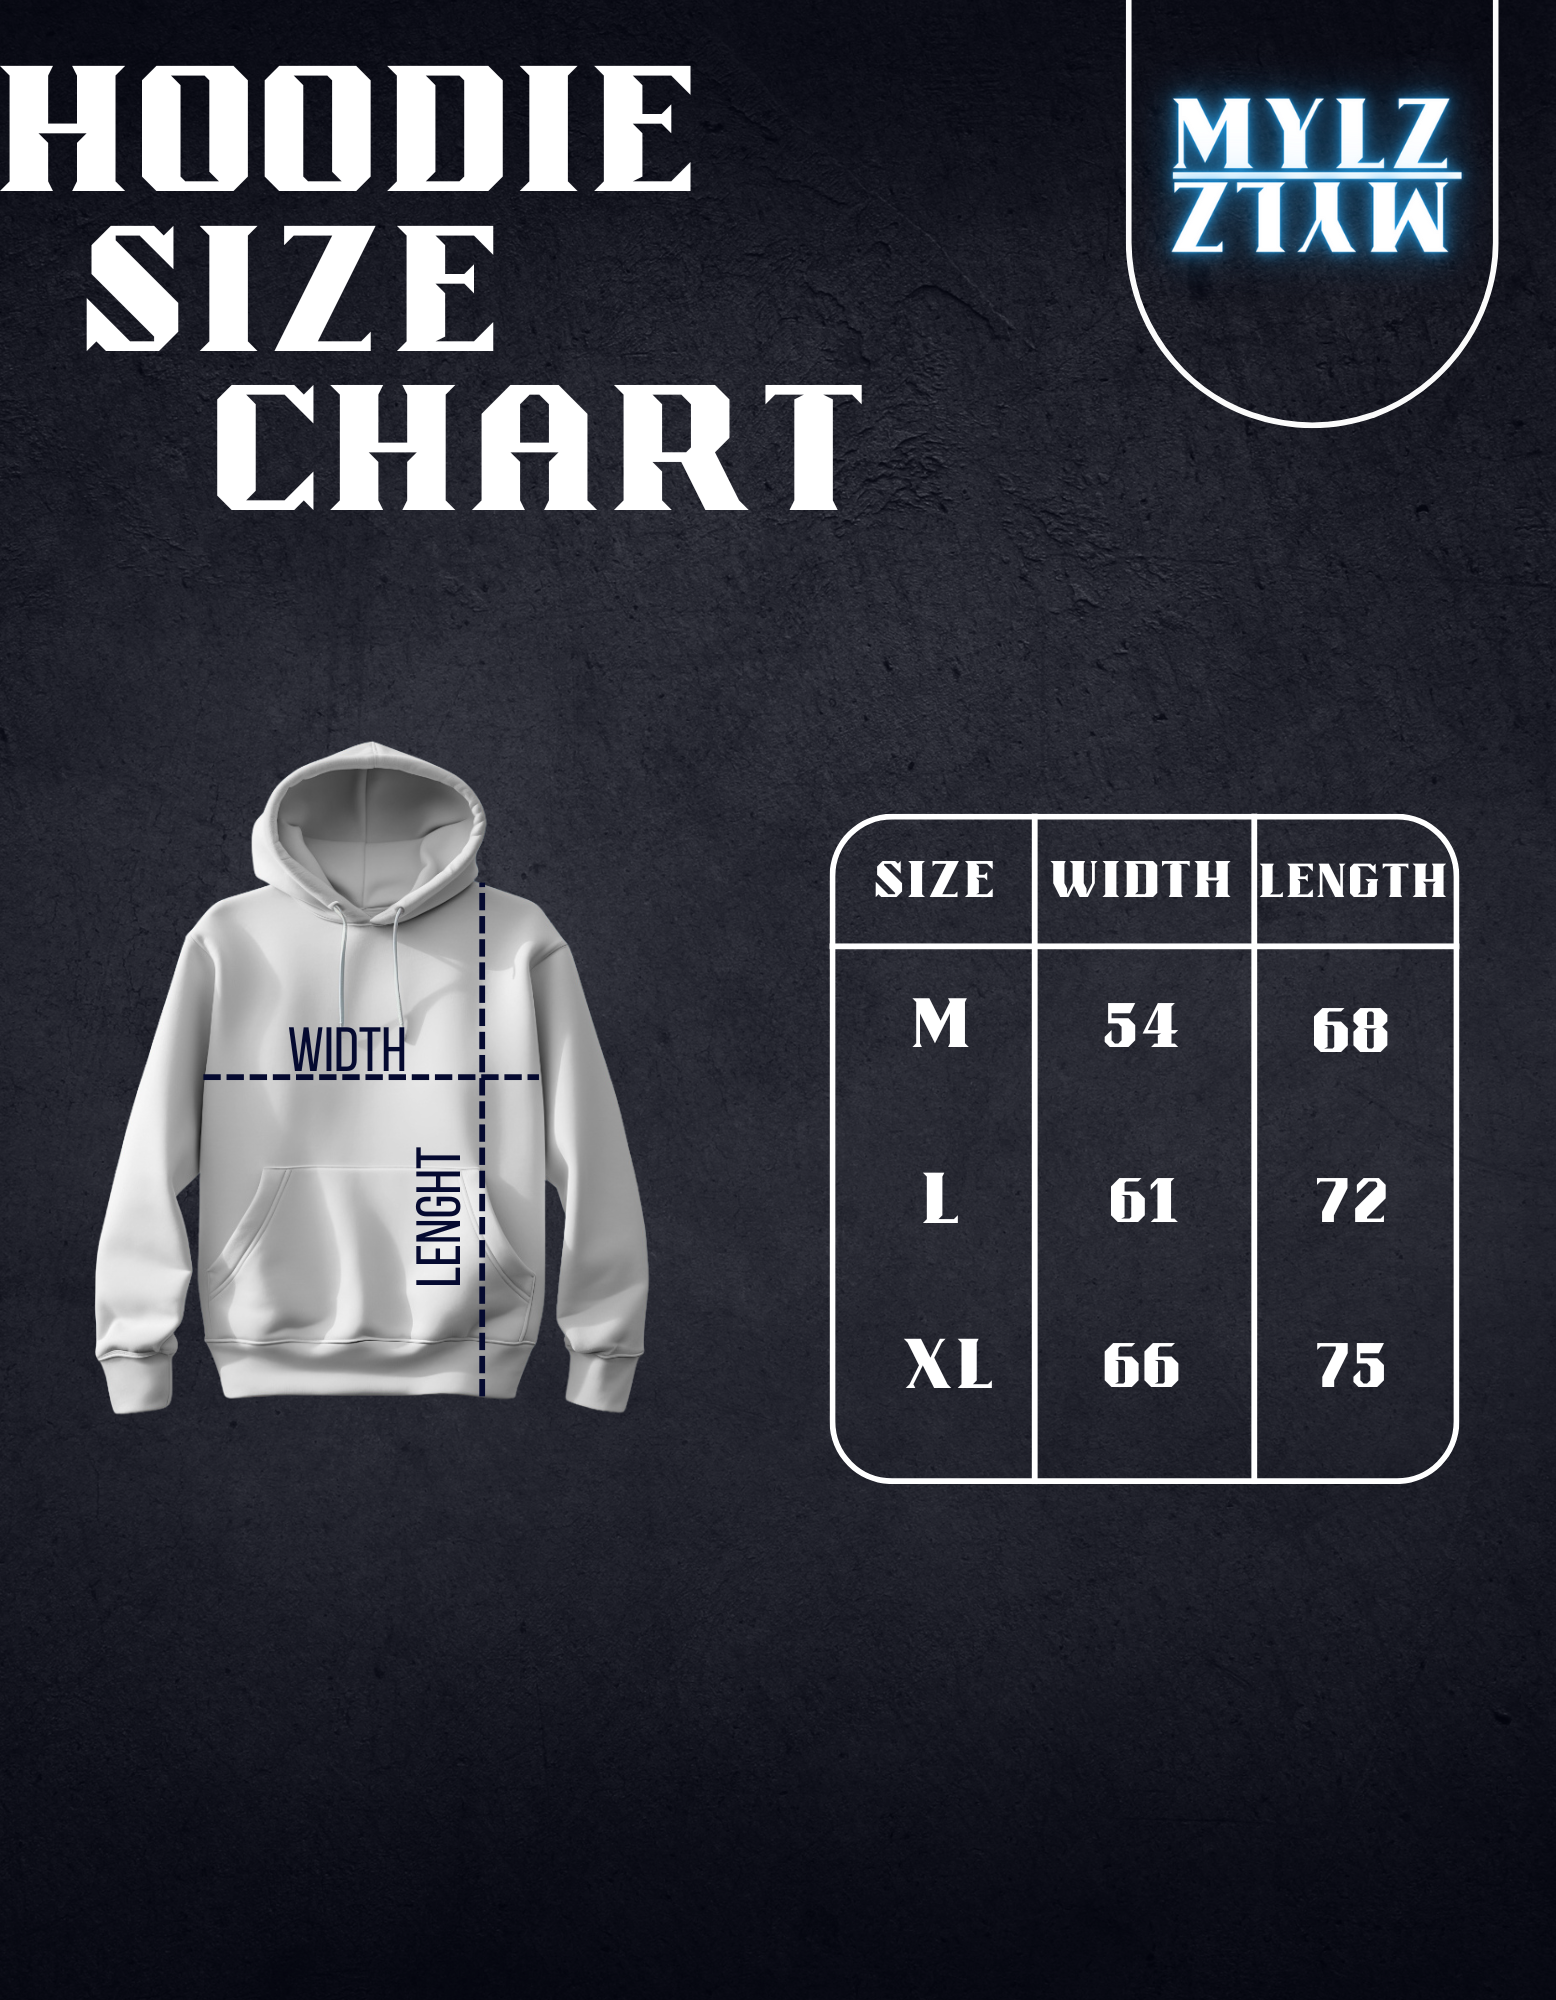 HOODIE
SIZE
CHART
MYLZ
MYLZ
WIDTH
LENGHT
SIZE WIDTH LENGTH
M 54 68
L 61 72
XL 66 75